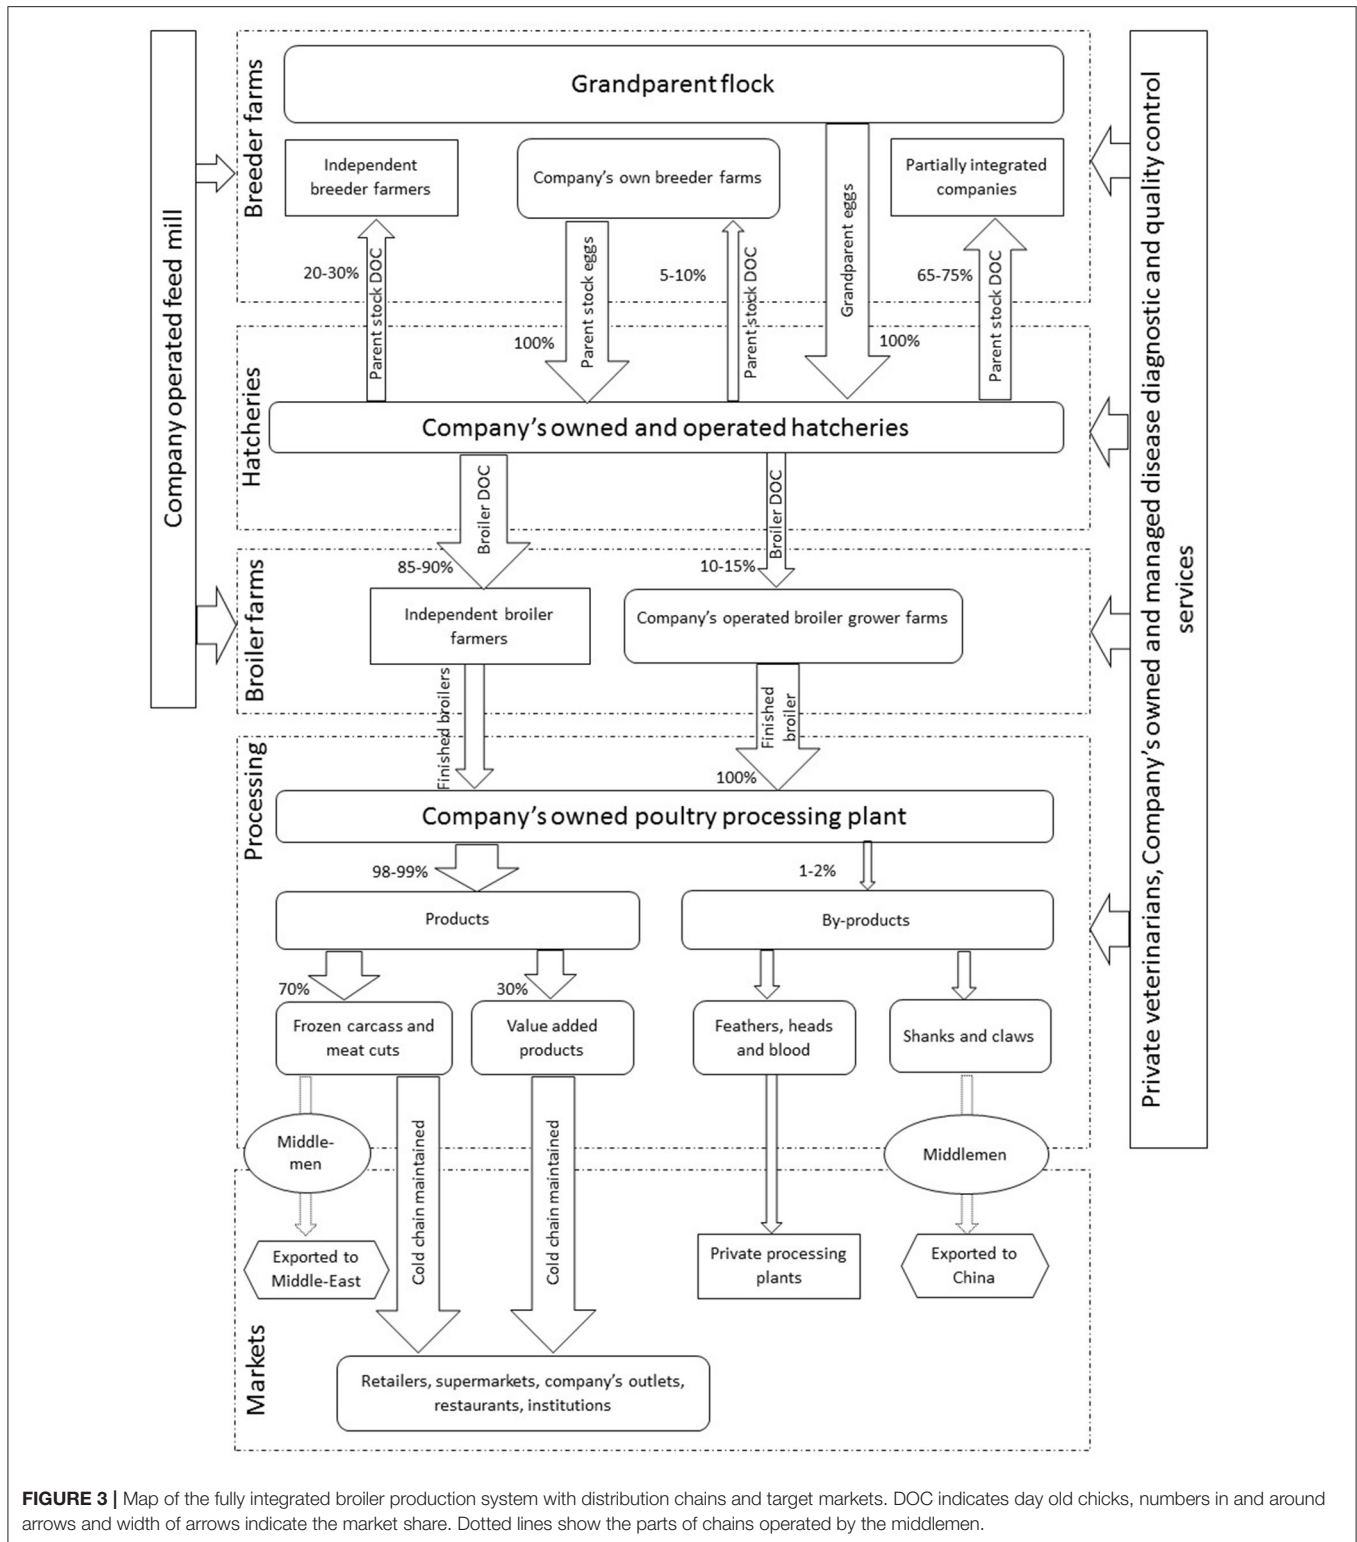 Company operated feed mill
Breeder farms
Grandparent flock
Independent
breeder farmers
Company's own breeder farms
Partially integrated
companies
20-30%
Parent stock DOC
Parent stock eggs
100%
5-10%
Parent stock DOC
Grandparent eggs
100%
65-75%
Parent stock DOC
Hatcheries
Company's owned and operated hatcheries
Broiler DOC
85-90%
Broiler DOC
10-15%
Broiler farms
Independent broiler
farmers
Company's operated broiler grower farms
Finished broilers
Finished
broiler
100%
Processing
Company's owned poultry processing plant
98-99%
1-2%
Products
By-products
70%
30%
Frozen carcass and
meat cuts
Value added
products
Feathers, heads
and blood
Shanks and claws
Middle-
men
Cold chain maintained
Cold chain maintained
Middlemen
Markets
Exported to
Middle-East
Private processing
plants
Exported to
China
Retailers, supermarkets, company's outlets,
restaurants, institutions
Private veterinarians, Company's owned and managed disease diagnostic and quality control
services
FIGURE 3 | Map of the fully integrated broiler production system with distribution chains and target markets. DOC indicates day old chicks, numbers in and around
arrows and width of arrows indicate the market share. Dotted lines show the parts of chains operated by the middlemen.